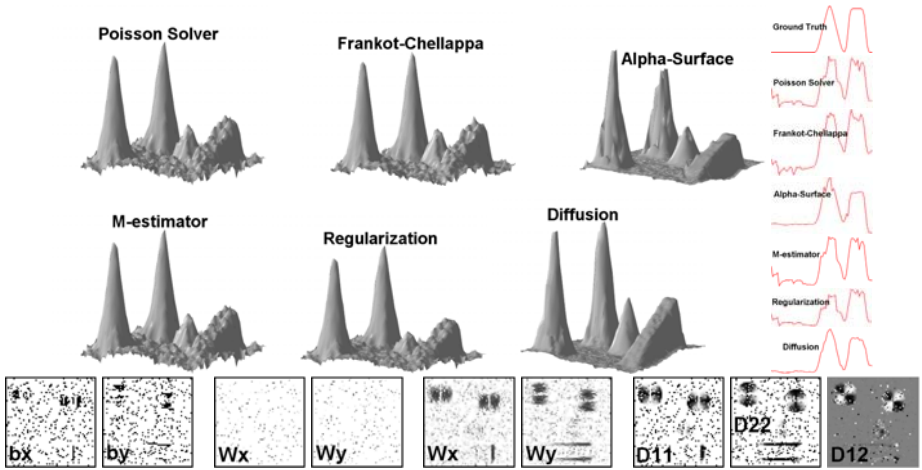 Poisson Solver
Frankot-Chellappa
Alpha-Surface
M-estimator
Regularization
Diffusion
Ground Truth
Poisson Solver
Frankot-Chellappa
Alpha-Surface
M-estimator
Regularization
Diffusion
bx
by
Wx
Wy
Wx
Wy
D11
D22
D12